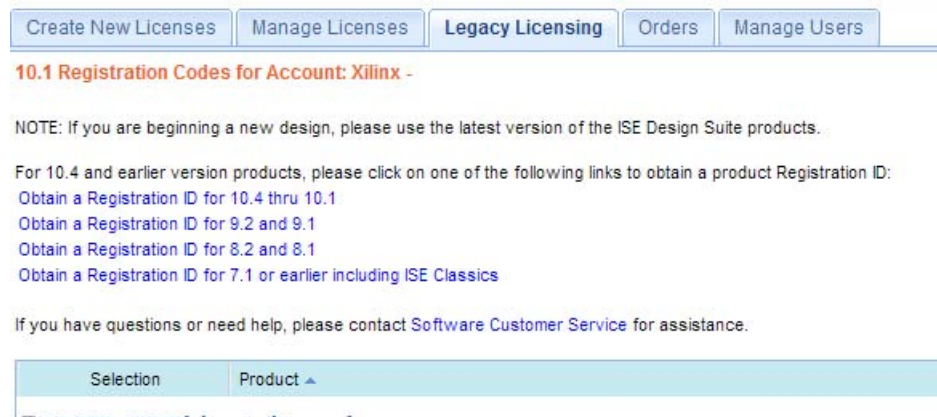 Create New Licenses Manage Licenses Legacy Licensing Orders Manage Users
10.1 Registration Codes for Account: Xilinx -
NOTE: If you are beginning a new design, please use the latest version of the ISE Design Suite products.
For 10.4 and earlier version products, please click on one of the following links to obtain a product Registration ID:
Obtain a Registration ID for 10.4 thru 10.1
Obtain a Registration ID for 9.2 and 9.1
Obtain a Registration ID for 8.2 and 8.1
Obtain a Registration ID for 7.1 or earlier including ISE Classics
If you have questions or need help, please contact Software Customer Service for assistance.
Selection Product